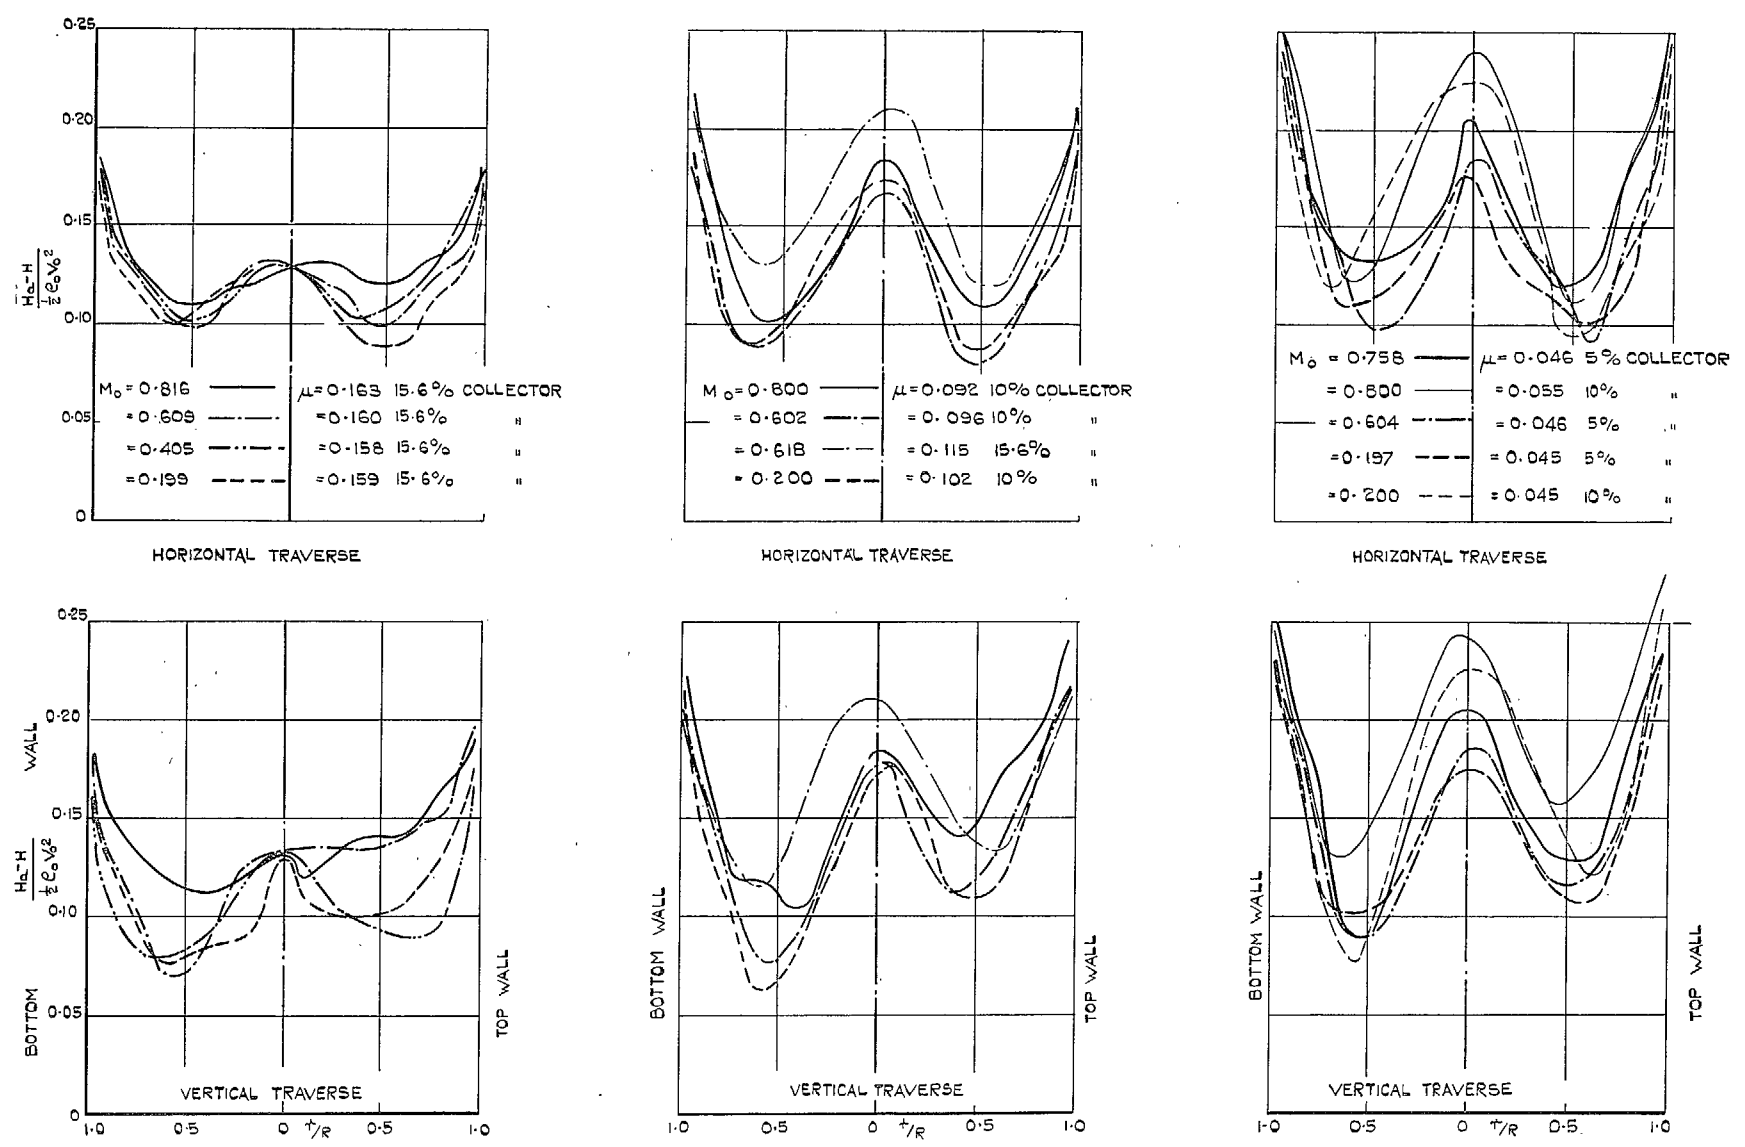 0.25
0.20
0.15
0.10
0.05
0
Ha-H
½ρ₀V₀²
M₀=0.816 μ=0.163 15.6% COLLECTOR
=0.609 =0.160 15.6% "
=0.405 =0.158 15.6% "
=0.199 =0.159 15.6% "
HORIZONTAL TRAVERSE
M₀=0.800 μ=0.092 10% COLLECTOR
=0.602 =0.096 10% "
=0.618 =0.115 15.6% "
=0.200 =0.102 10% "
HORIZONTAL TRAVERSE
M₀=0.758 μ=0.046 5% COLLECTOR
=0.800 =0.055 10% "
=0.604 =0.046 5% "
=0.197 =0.045 5% "
=0.200 =0.045 10% "
HORIZONTAL TRAVERSE
0.25
0.20
0.15
0.10
0.05
0
Ha-H
½ρ₀V₀²
BOTTOM WALL
TOP WALL
VERTICAL TRAVERSE
1.0 0.5 0 r/R 0.5 1.0
BOTTOM WALL
TOP WALL
VERTICAL TRAVERSE
1.0 0.5 0 r/R 0.5 1.0
BOTTOM WALL
TOP WALL
VERTICAL TRAVERSE
1.0 0.5 0 r/R 0.5 1.0